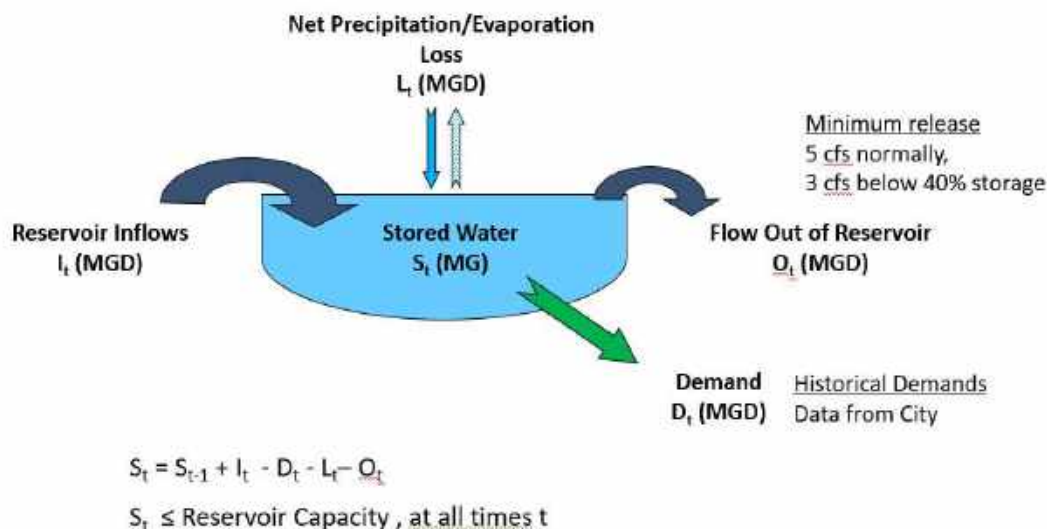 Net Precipitation/Evaporation
Loss
Lt (MGD)
Minimum release
5 cfs normally,
3 cfs below 40% storage
Reservoir Inflows
It (MGD)
Stored Water
St (MG)
Flow Out of Reservoir
Ot (MGD)
Demand
Dt (MGD)
Historical Demands
Data from City
St = St-1 + It - Dt - Lt– Ot
St ≤ Reservoir Capacity , at all times t